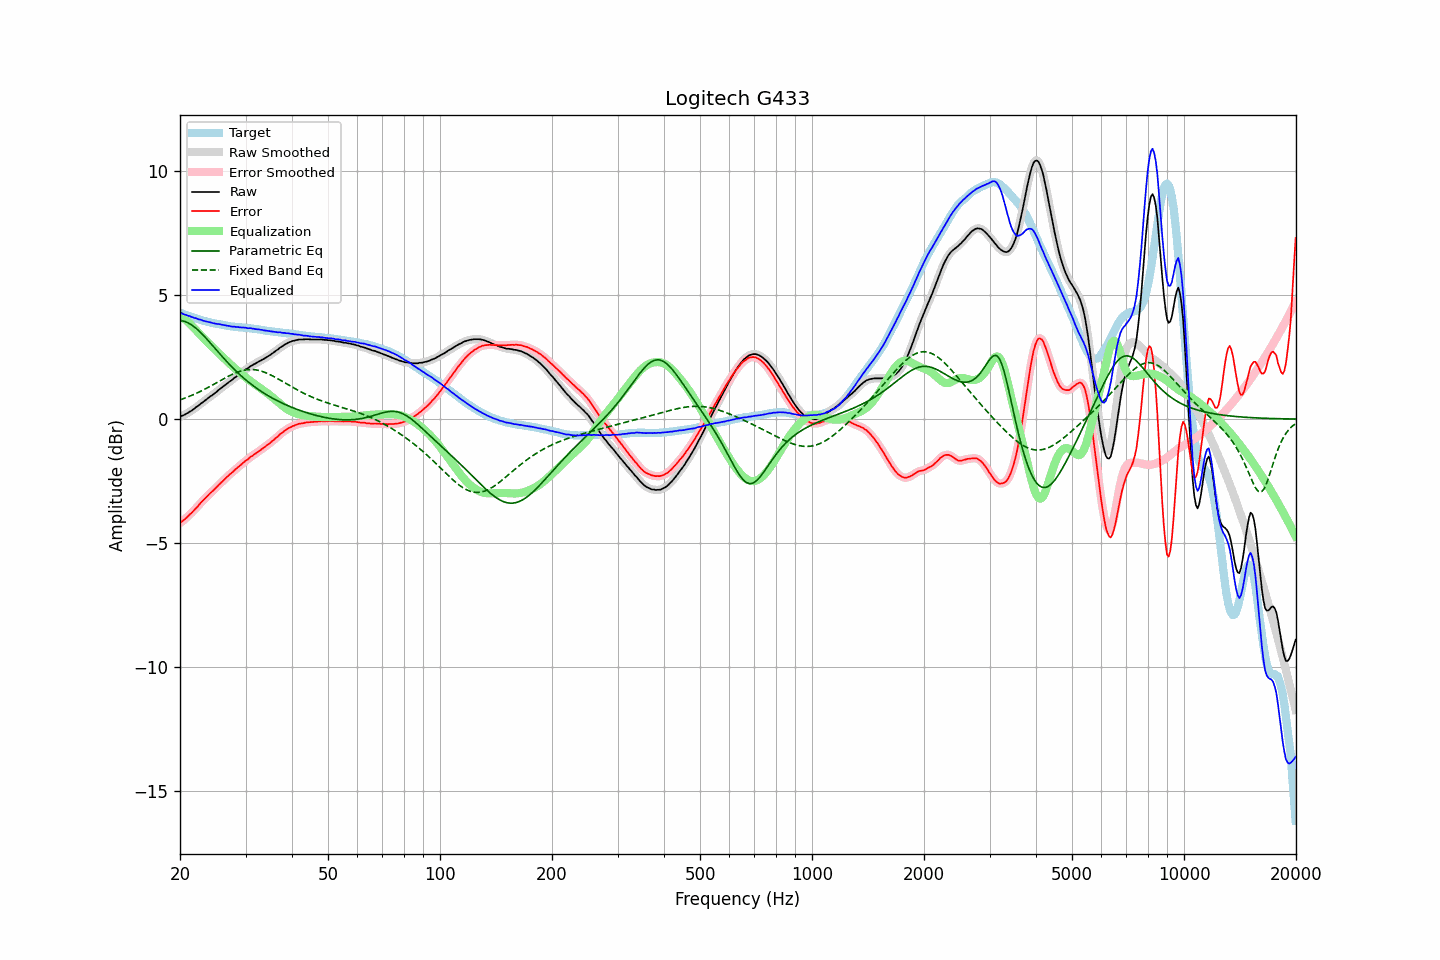 Logitech G433
Target
Raw Smoothed
Error Smoothed
Raw
Error
Equalization
Parametric Eq
Fixed Band Eq
Equalized
Amplitude (dBr)
10
5
0
−5
−10
−15
20 50 100 200 500 1000 2000 5000 10000 20000
Frequency (Hz)